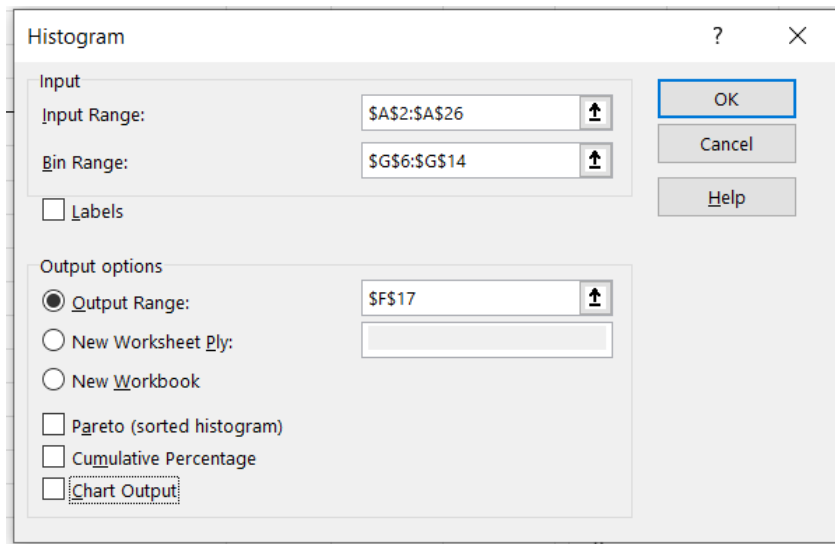 Histogram
?
Input
Input Range:
$A$2:$A$26
Bin Range:
$G$6:$G$14
Labels
OK
Cancel
Help
Output options
Output Range:
$F$17
New Worksheet Ply:
New Workbook
Pareto (sorted histogram)
Cumulative Percentage
Chart Output